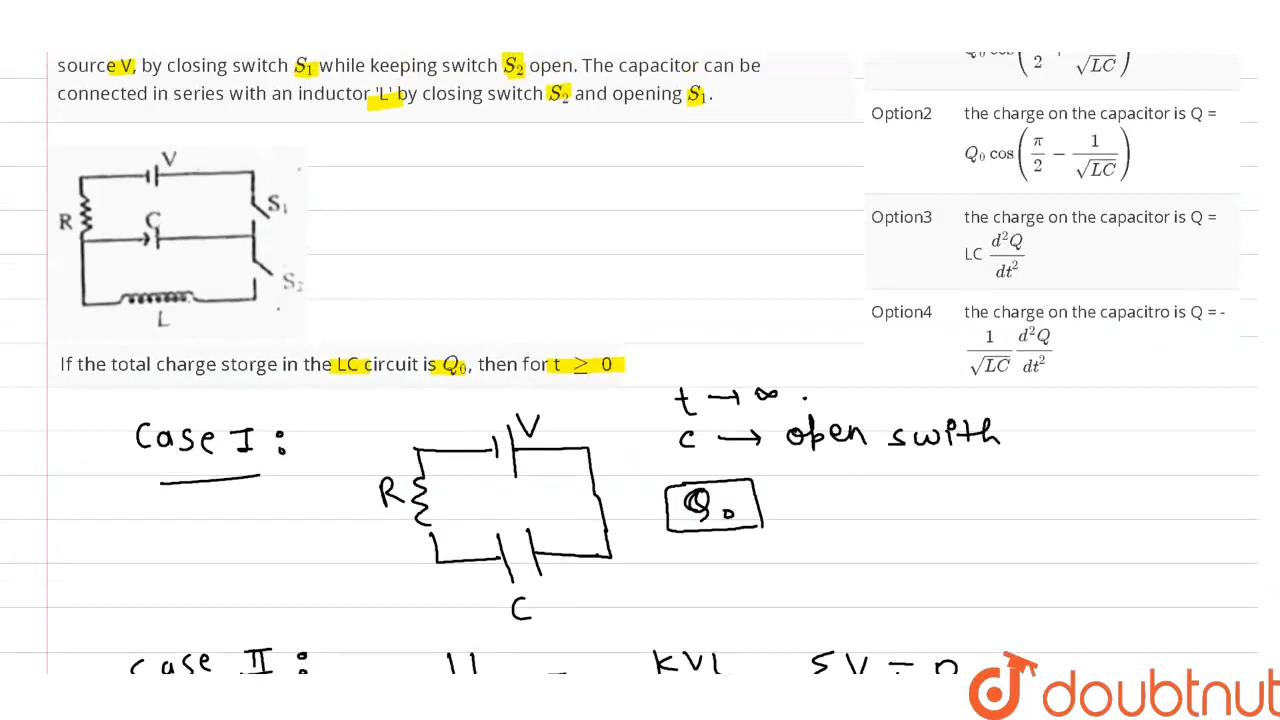 source V, by closing switch S₁ while keeping switch S₂ open. The capacitor can be
connected in series with an inductor 'L' by closing switch S₂ and opening S₁.
V
S₁
R
C
S₂
L
If the total charge storge in the LC circuit is Q₀, then for t ≥ 0
2 √LC
Option2 the charge on the capacitor is Q =
Q₀ cos(π/2 − 1/√LC)
Option3 the charge on the capacitor is Q =
LC d²Q/dt²
Option4 the charge on the capacitro is Q = -
1/√LC d²Q/dt²
t → ∞ .
Case I :
V
c → open swith
R
Q₀
C
case II :
KVL
ΣV = 0
doubtnut